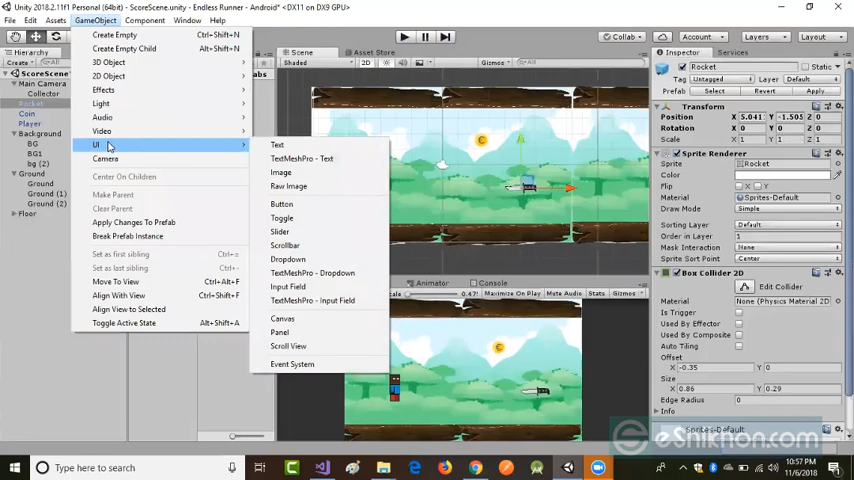 Unity 2018.2.11f1 Personal (64bit) - ScoreScene.unity - Endless Runner - Android* <DX11 on DX9 GPU>
File Edit Assets GameObject Component Window Help
Collab Account Layers Layout
Hierarchy
Create
ScoreScene
Main Camera
Collector
Rocket
Coin
Player
Background
BG
BG1
bg (2)
Ground
Ground
Ground (1)
Ground (2)
Floor
Create Empty Ctrl+Shift+N
Create Empty Child Alt+Shift+N
3D Object
2D Object
Effects
Light
Audio
Video
UI
Camera
Center On Children
Make Parent
Clear Parent
Apply Changes To Prefab
Break Prefab Instance
Set as first sibling Ctrl+=
Set as last sibling Ctrl+-
Move To View Ctrl+Alt+F
Align With View Ctrl+Shift+F
Align View to Selected
Toggle Active State Alt+Shift+A
Text
TextMeshPro - Text
Image
Raw Image
Button
Toggle
Slider
Scrollbar
Dropdown
TextMeshPro - Dropdown
Input Field
TextMeshPro - Input Field
Canvas
Panel
Scroll View
Event System
Scene Asset Store
Shaded 2D Gizmos
Animator Console
0.47 Maximize On Play Mute Audio Stats Gizmos
Inspector Services
Rocket Static
Tag Untagged Layer Default
Prefab Select Revert Apply
Transform
Position X 5.041 Y -1.505
Rotation X 0 Y 0
Scale X 1 Y 1
Sprite Renderer
Sprite Rocket
Color
Flip X Y
Material Sprites-Default
Draw Mode Simple
Sorting Layer Default
Order in Layer 1
Mask Interaction None
Sprite Sort Point Center
Box Collider 2D
Edit Collider
Material None (Physics Material 2D
Is Trigger
Used By Effector
Used By Composite
Auto Tiling
Offset
X -0.35 Y 0
Size
X 0.86 Y 0.29
Edge Radius 0
Info
Sprites-Default
eShikhon.com
Type here to search
10:57 PM
11/6/2018